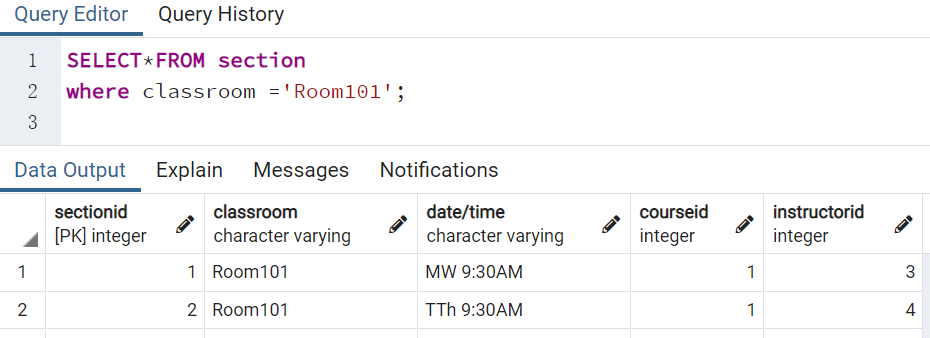 Query Editor Query History
1 SELECT*FROM section
2 where classroom ='Room101';
3
Data Output Explain Messages Notifications
sectionid classroom date/time courseid instructorid
[PK] integer character varying character varying integer integer
1 1 Room101 MW 9:30AM 1 3
2 2 Room101 TTh 9:30AM 1 4